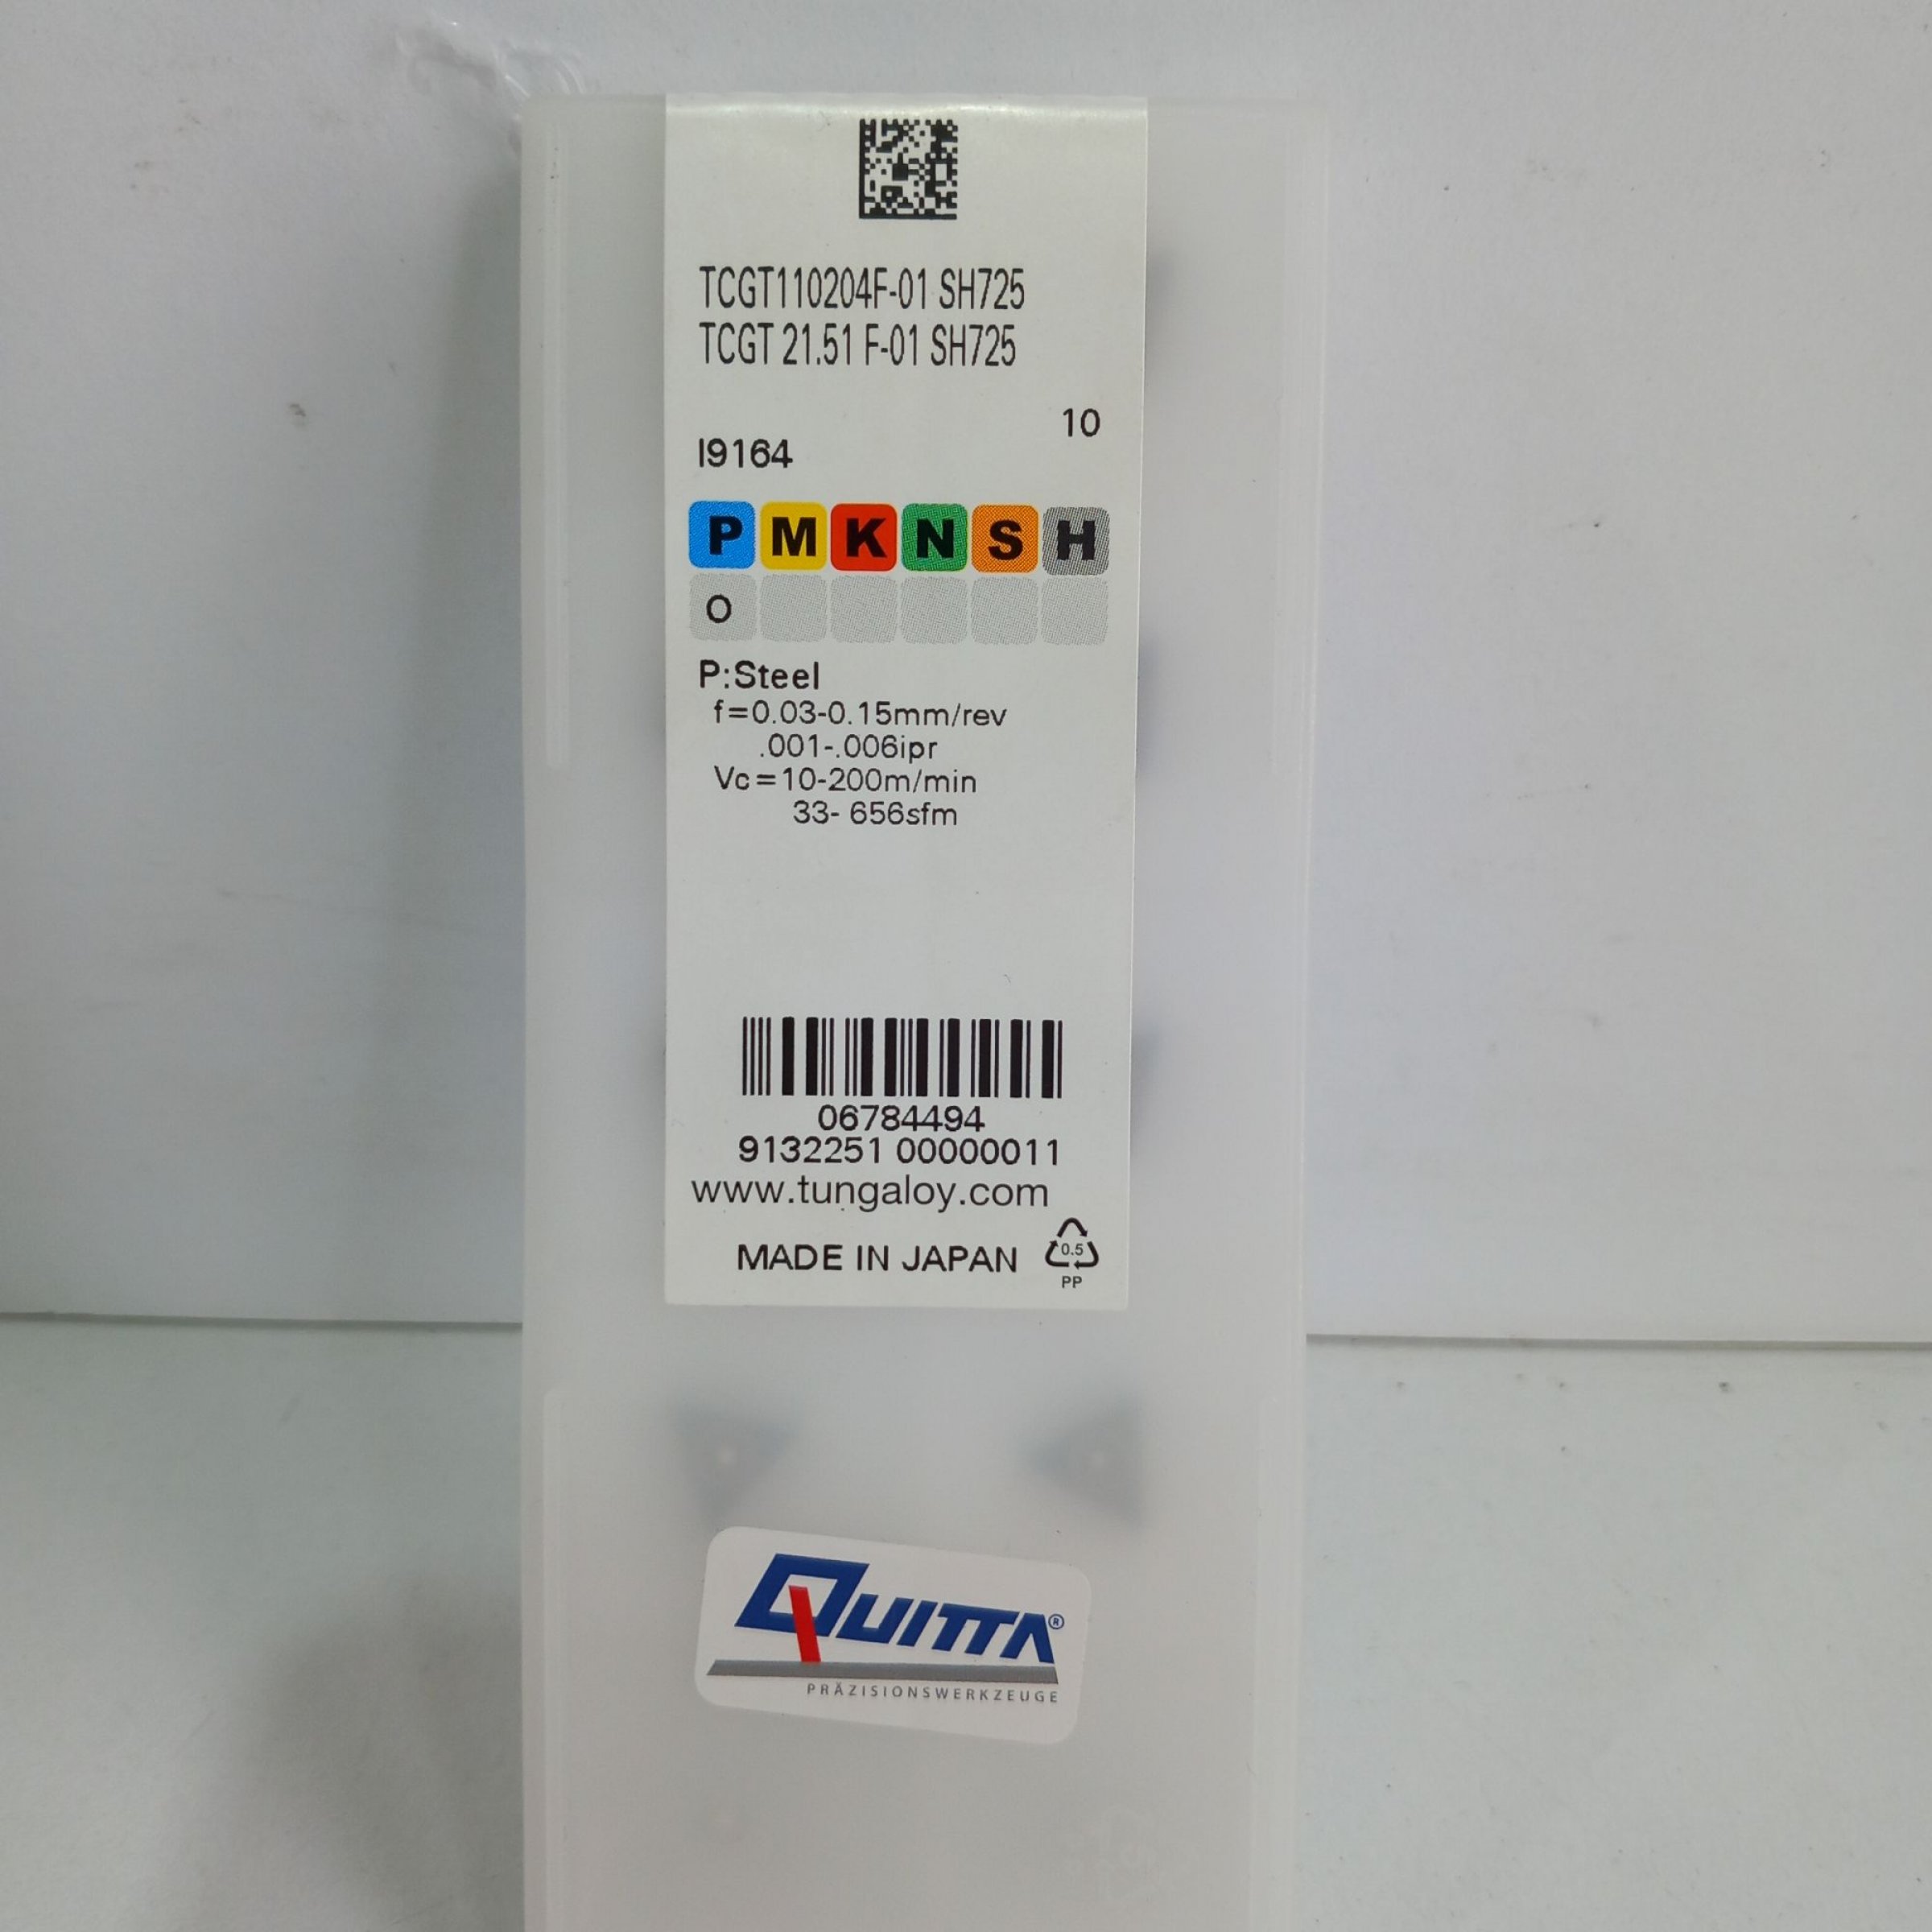 TCGT110204F-01 SH725
TCGT 21.51 F-01 SH725
10
I9164
P M K N S H
O
P:Steel
f=0.03-0.15mm/rev
.001-.006ipr
Vc=10-200m/min
33- 656sfm
06784494
9132251 00000011
www.tungaloy.com
MADE IN JAPAN
0.5
PP
QUITTA®
PRÄZISIONSWERKZEUGE